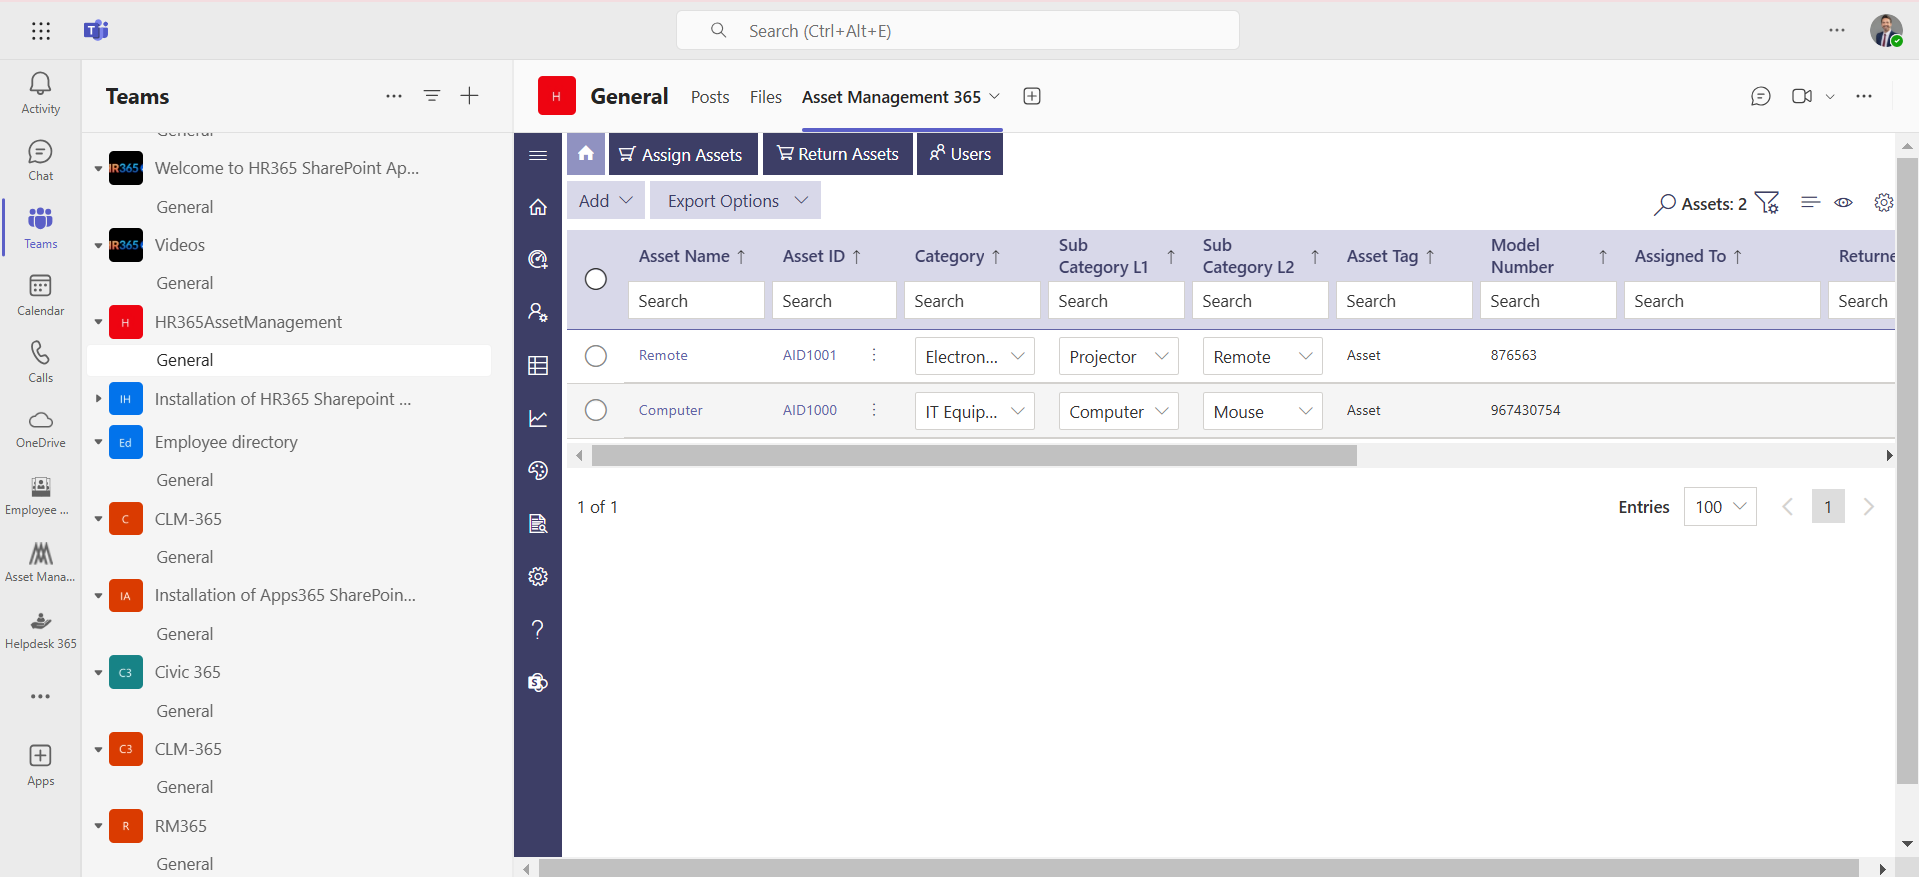 Search (Ctrl+Alt+E)
Activity
Chat
Teams
Calendar
Calls
OneDrive
Employee ...
Asset Mana...
Helpdesk 365
Apps
Teams
General
HR365
Welcome to HR365 SharePoint Ap...
General
HR365
Videos
General
H
HR365AssetManagement
General
IH
Installation of HR365 Sharepoint ...
Ed
Employee directory
General
C
CLM-365
General
IA
Installation of Apps365 SharePoin...
General
C3
Civic 365
General
C3
CLM-365
General
R
RM365
General
H
General
Posts
Files
Asset Management 365
Assign Assets
Return Assets
Users
Add
Export Options
Assets: 2
Asset Name
Asset ID
Category
Sub
Category L1
Sub
Category L2
Asset Tag
Model
Number
Assigned To
Returne
Search
Search
Search
Search
Search
Search
Search
Search
Search
Remote
AID1001
Electron...
Projector
Remote
Asset
876563
Computer
AID1000
IT Equip...
Computer
Mouse
Asset
967430754
1 of 1
Entries
100
1